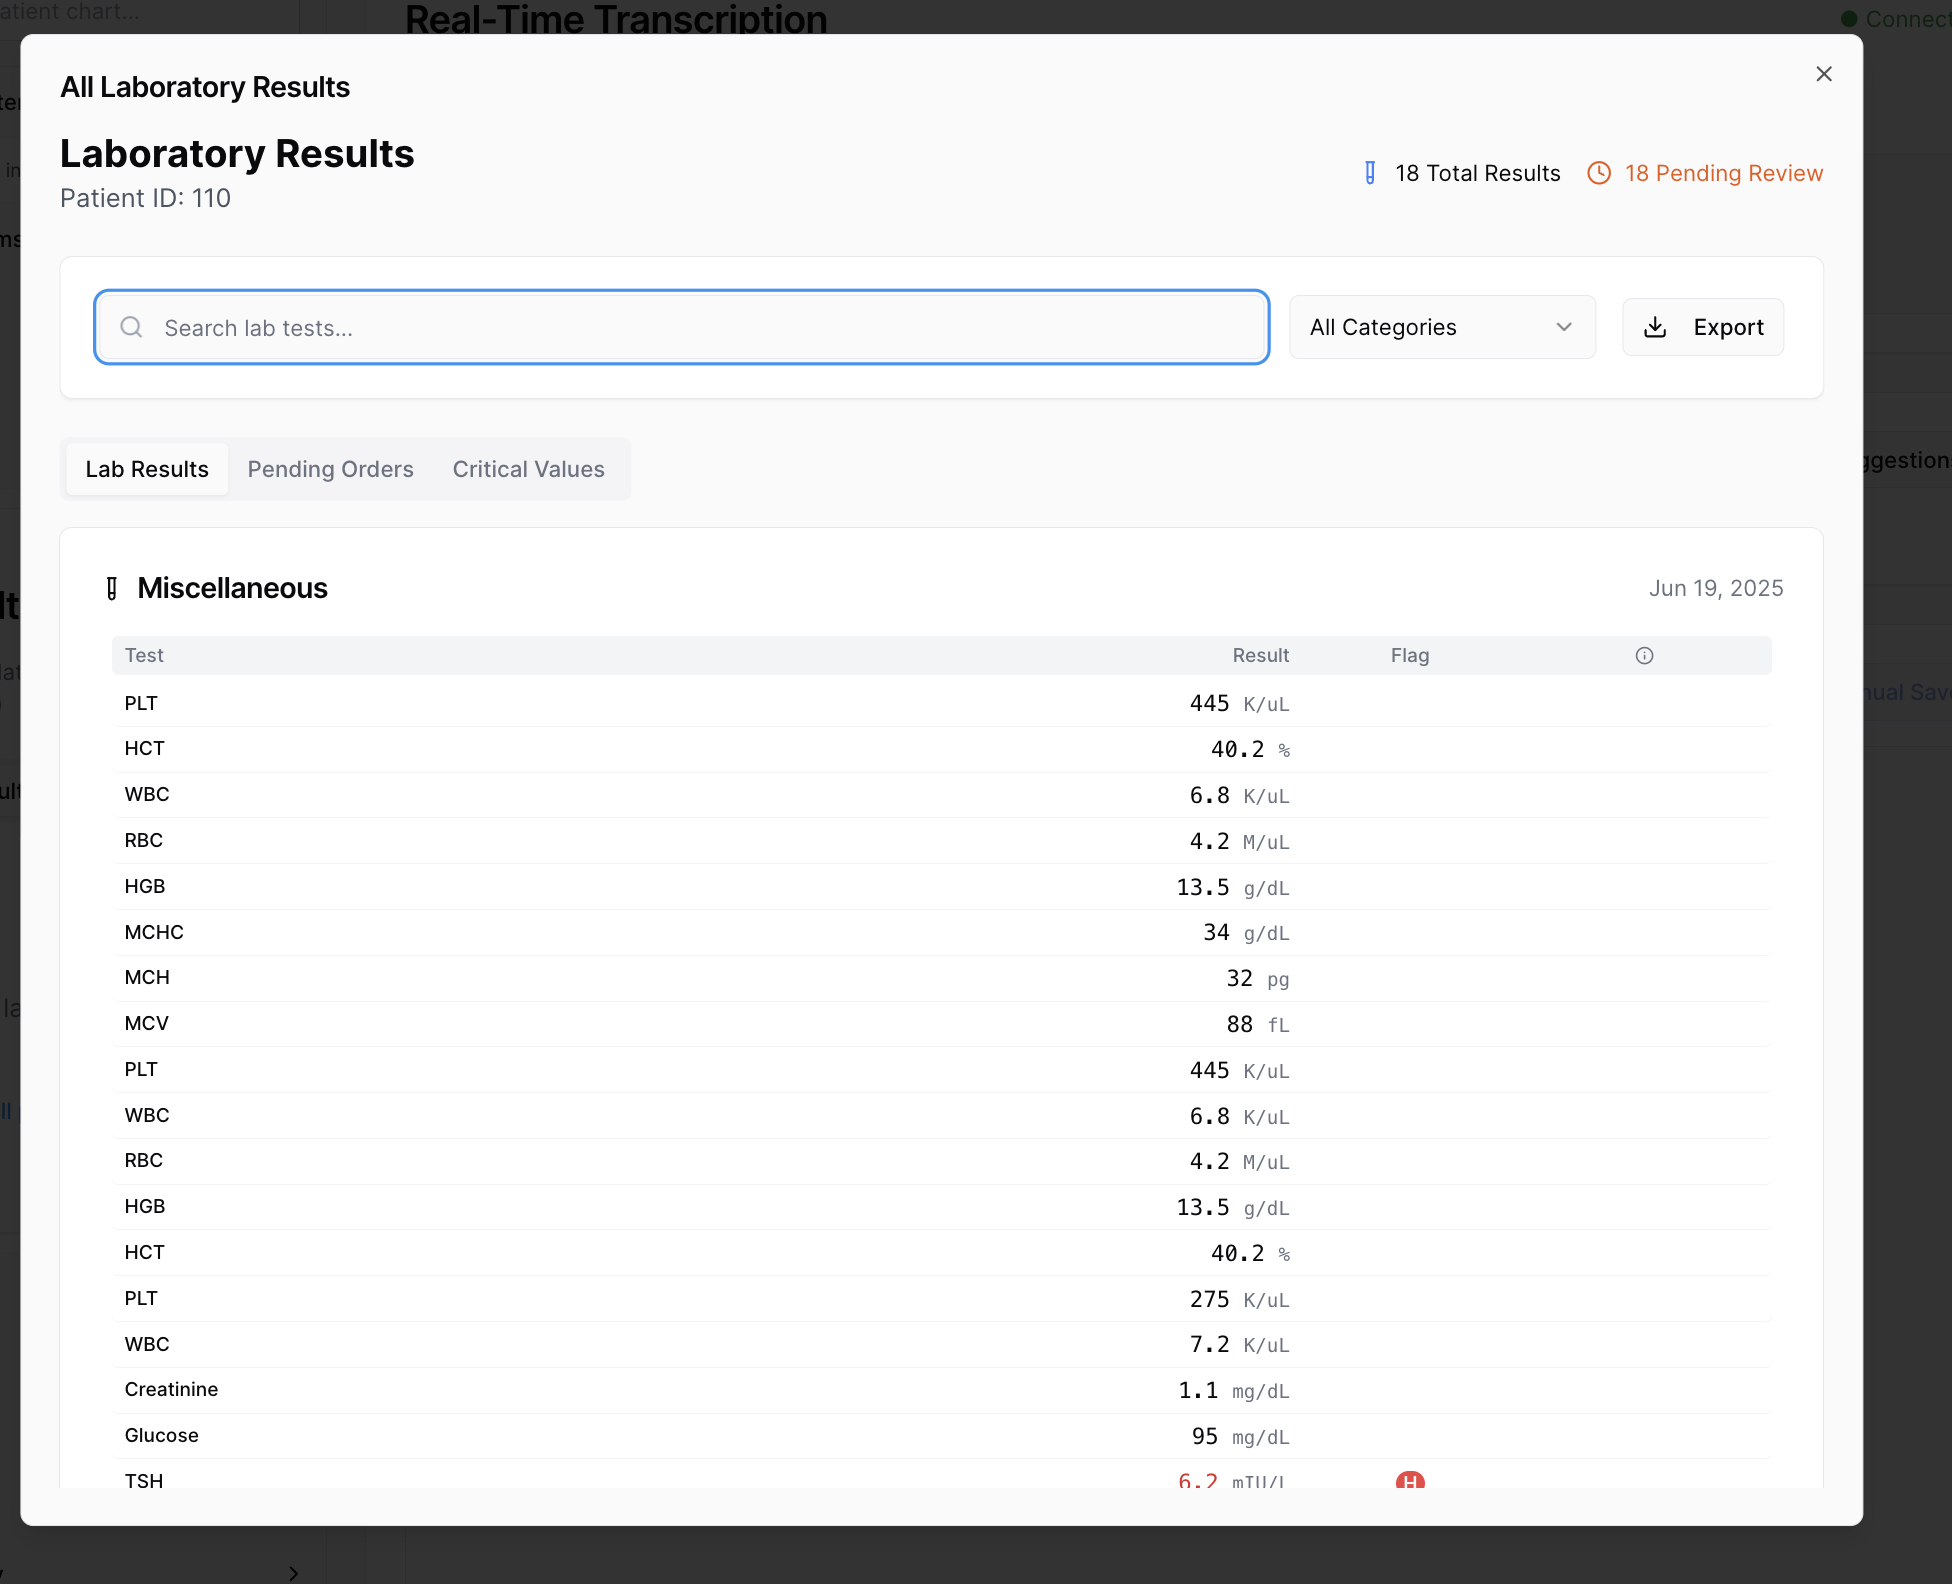 atient chart...
Real-Time Transcription
Connect
All Laboratory Results
Laboratory Results
Patient ID: 110
18 Total Results
18 Pending Review
Search lab tests...
All Categories
Export
Lab Results
Pending Orders
Critical Values
ggestions
Miscellaneous
Jun 19, 2025
Test Result Flag
PLT 445 K/uL
HCT 40.2 %
WBC 6.8 K/uL
RBC 4.2 M/uL
HGB 13.5 g/dL
MCHC 34 g/dL
MCH 32 pg
MCV 88 fL
PLT 445 K/uL
WBC 6.8 K/uL
RBC 4.2 M/uL
HGB 13.5 g/dL
HCT 40.2 %
PLT 275 K/uL
WBC 7.2 K/uL
Creatinine 1.1 mg/dL
Glucose 95 mg/dL
TSH 6.2 mIU/L H
nual Save